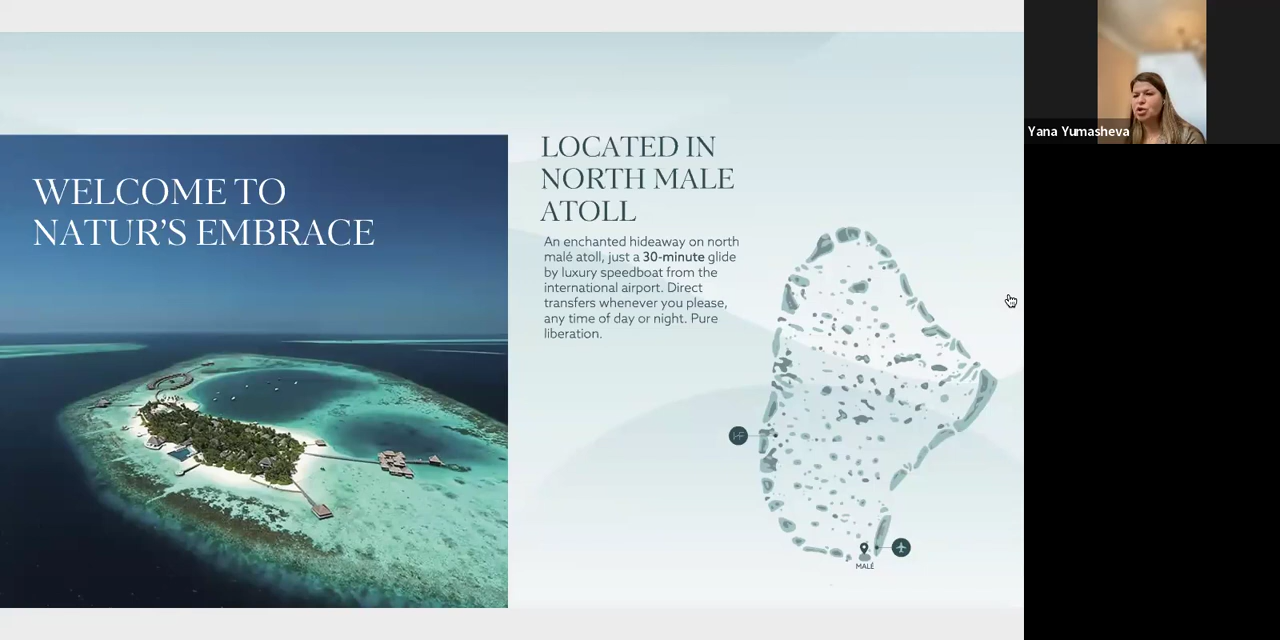 WELCOME TO
NATUR'S EMBRACE
LOCATED IN
NORTH MALE
ATOLL
An enchanted hideaway on north
malé atoll, just a 30-minute glide
by luxury speedboat from the
international airport. Direct
transfers whenever you please,
any time of day or night. Pure
liberation.
MALÉ
Yana Yumasheva